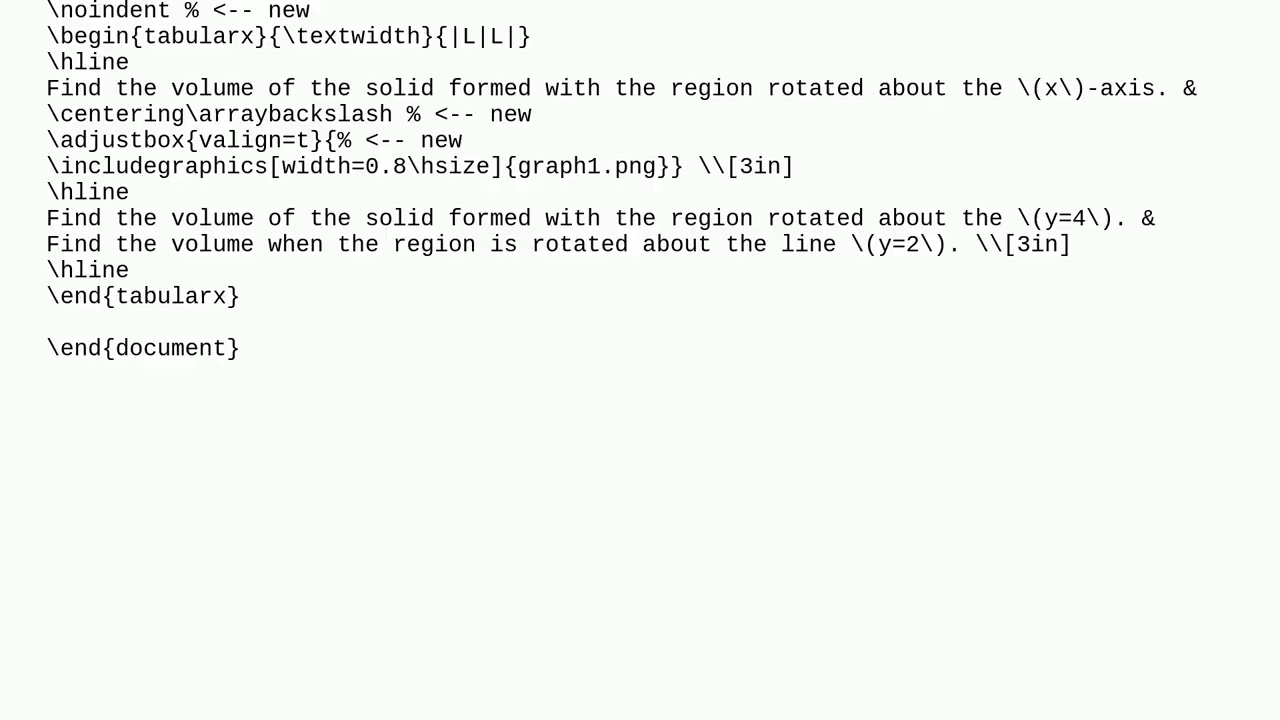 \noindent % <-- new
\begin{tabularx}{\textwidth}{|L|L|}
\hline
Find the volume of the solid formed with the region rotated about the \(x\)-axis. &
\centering\arraybackslash % <-- new
\adjustbox{valign=t}{% <-- new
\includegraphics[width=0.8\hsize]{graph1.png}} \\[3in]
\hline
Find the volume of the solid formed with the region rotated about the \(y=4\). &
Find the volume when the region is rotated about the line \(y=2\). \\[3in]
\hline
\end{tabularx}

\end{document}